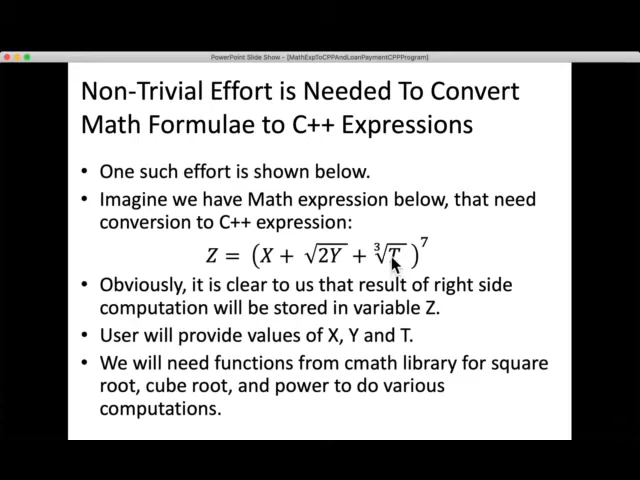 PowerPoint Slide Show - [MathExpToCPPAndLoanPaymentCPPProgram]
Non-Trivial Effort is Needed To Convert
Math Formulae to C++ Expressions
• One such effort is shown below.
• Imagine we have Math expression below, that need
conversion to C++ expression:
Z = (X + √2Y + ∛T)⁷
• Obviously, it is clear to us that result of right side
computation will be stored in variable Z.
• User will provide values of X, Y and T.
• We will need functions from cmath library for square
root, cube root, and power to do various
computations.